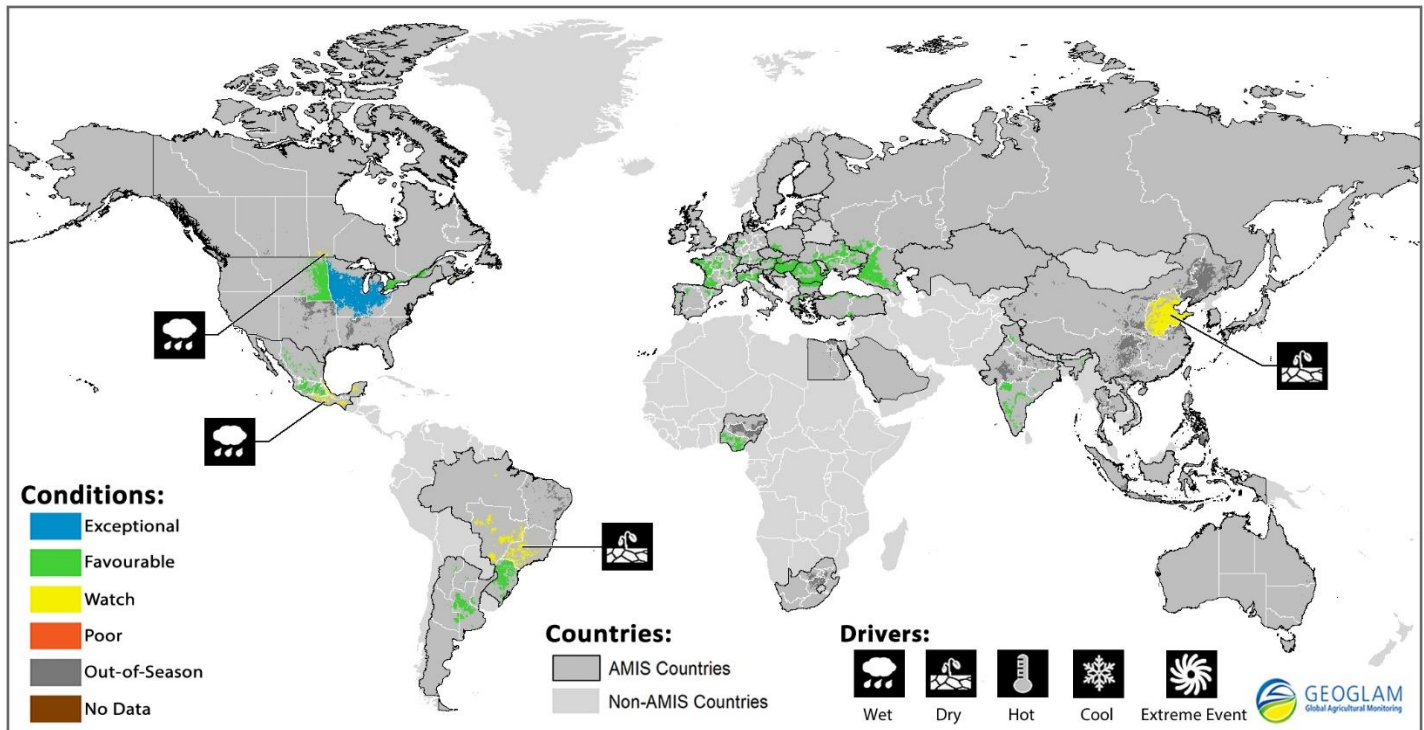 Conditions:
Exceptional
Favourable
Watch
Poor
Out-of-Season
No Data
Countries:
AMIS Countries
Non-AMIS Countries
Drivers:
Wet
Dry
Hot
Cool
Extreme Event
GEOGLAM
Global Agricultural Monitoring